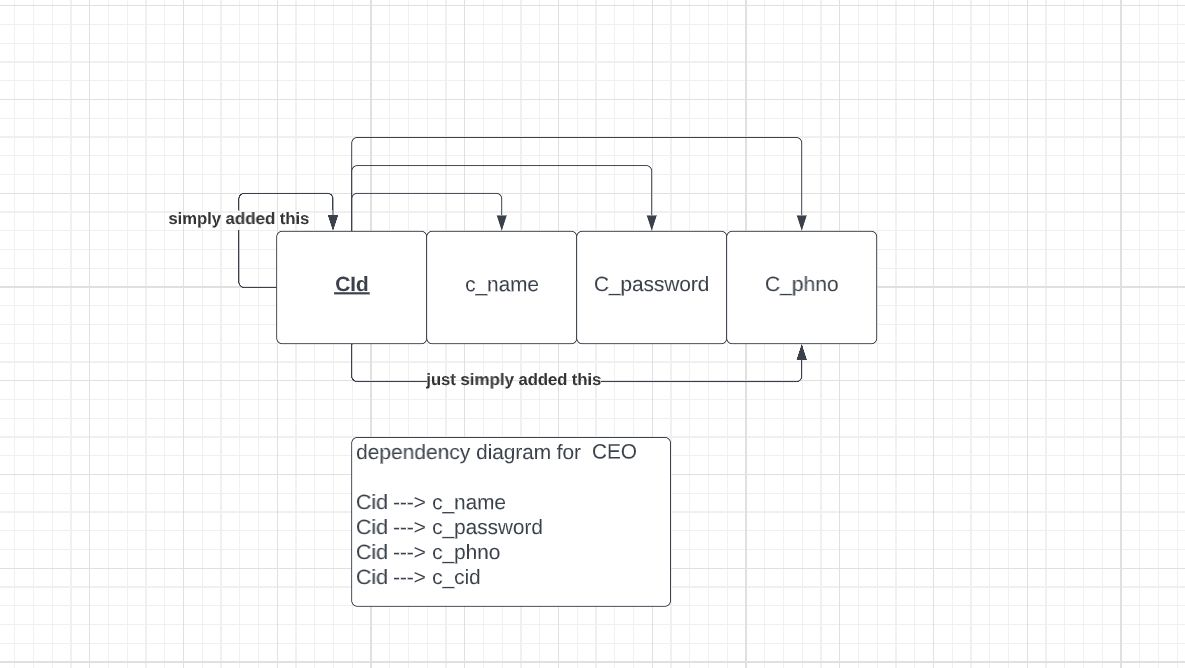 simply added this
CId
c_name
C_password
C_phno
just simply added this
dependency diagram for  CEO
Cid ---> c_name
Cid ---> c_password
Cid ---> c_phno
Cid ---> c_cid